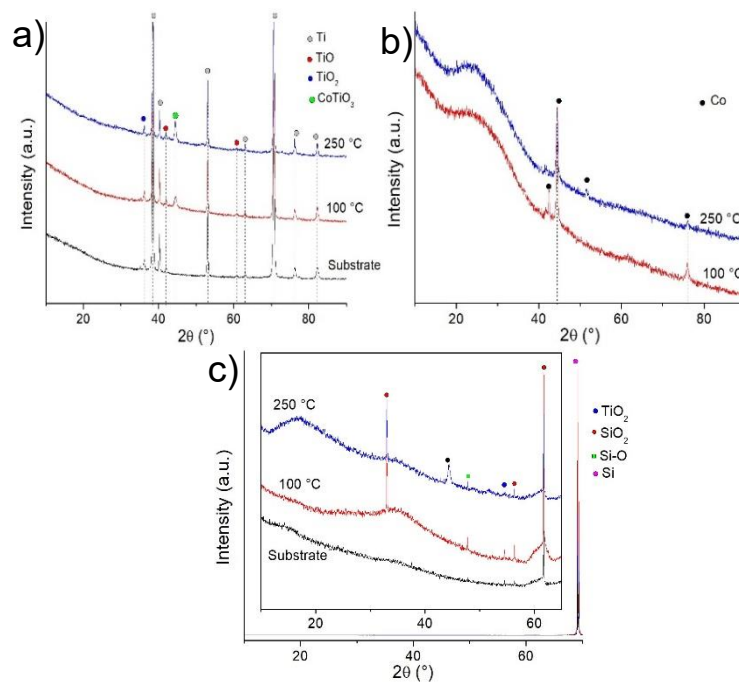 a)
Intensity (a.u.)
Ti
TiO
TiO₂
CoTiO₂
250 °C
100 °C
Substrate
20 40 60 80
2θ (°)
b)
Intensity (a.u.)
Co
250 °C
100 °C
20 40 60 80
2θ (°)
c)
Intensity (a.u.)
250 °C
100 °C
Substrate
20 40 60
TiO₂
SiO₂
Si-O
Si
20 40 60
2θ (°)